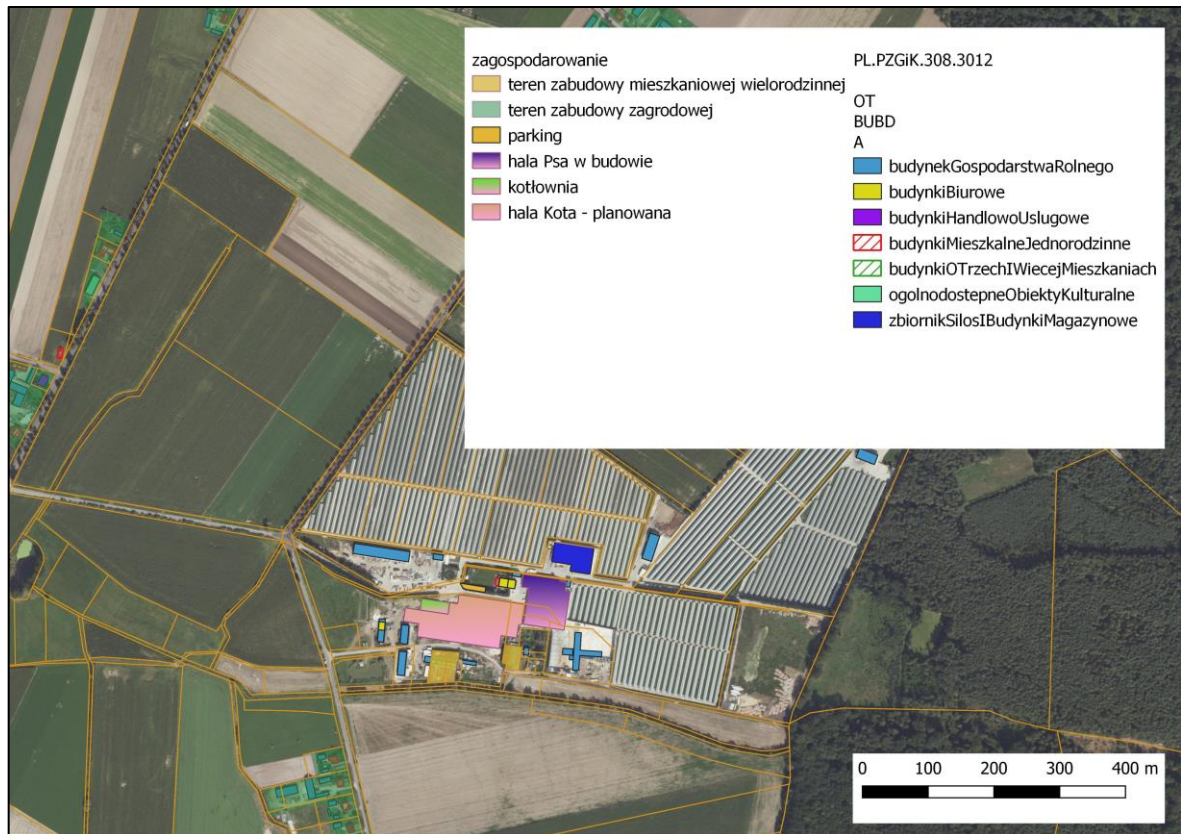 zagospodarowanie
teren zabudowy mieszkaniowej wielorodzinnej
teren zabudowy zagrodowej
parking
hala Psa w budowie
kotłownia
hala Kota - planowana
PL.PZGiK.308.3012
OT
BUBD
A
budynekGospodarstwaRolnego
budynkiBiurowe
budynkiHandlowoUslugowe
budynkiMieszkalneJednorodzinne
budynkiOTrzechIWiecejMieszkaniach
ogolnodostepneObiektyKulturalne
zbiornikSilosIBudynkiMagazynowe
0 100 200 300 400 m